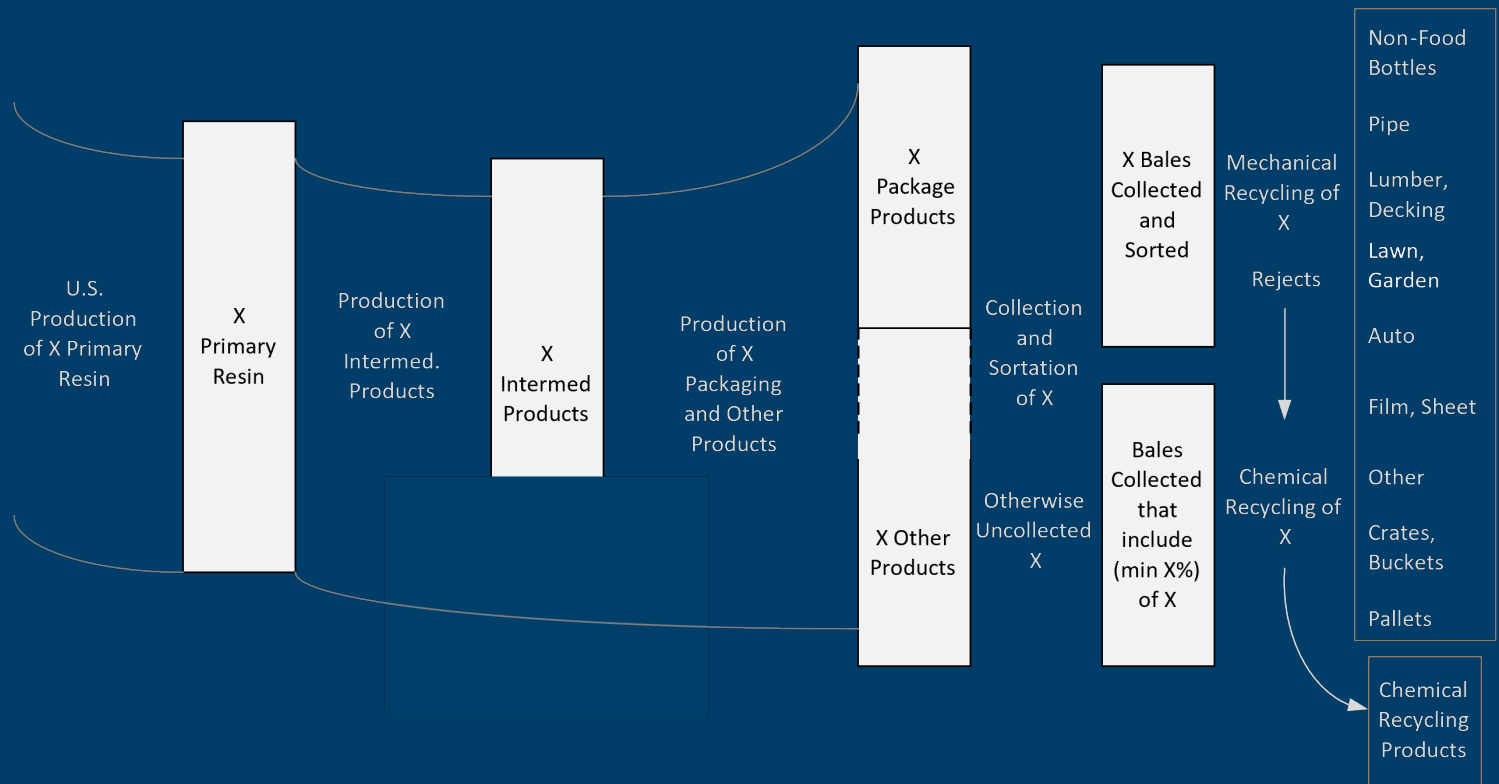 U.S.
Production
of X Primary
Resin
X
Primary
Resin
Production
of X
Intermed.
Products
X
Intermed
Products
Production
of X
Packaging
and Other
Products
X
Package
Products
X Other
Products
Collection
and
Sortation
of X
Otherwise
Uncollected
X
X Bales
Collected
and
Sorted
Bales
Collected
that
include
(min X%)
of X
Mechanical
Recycling of
X
Rejects
Chemical
Recycling of
X
Non-Food
Bottles
Pipe
Lumber,
Decking
Lawn,
Garden
Auto
Film, Sheet
Other
Crates,
Buckets
Pallets
Chemical
Recycling
Products